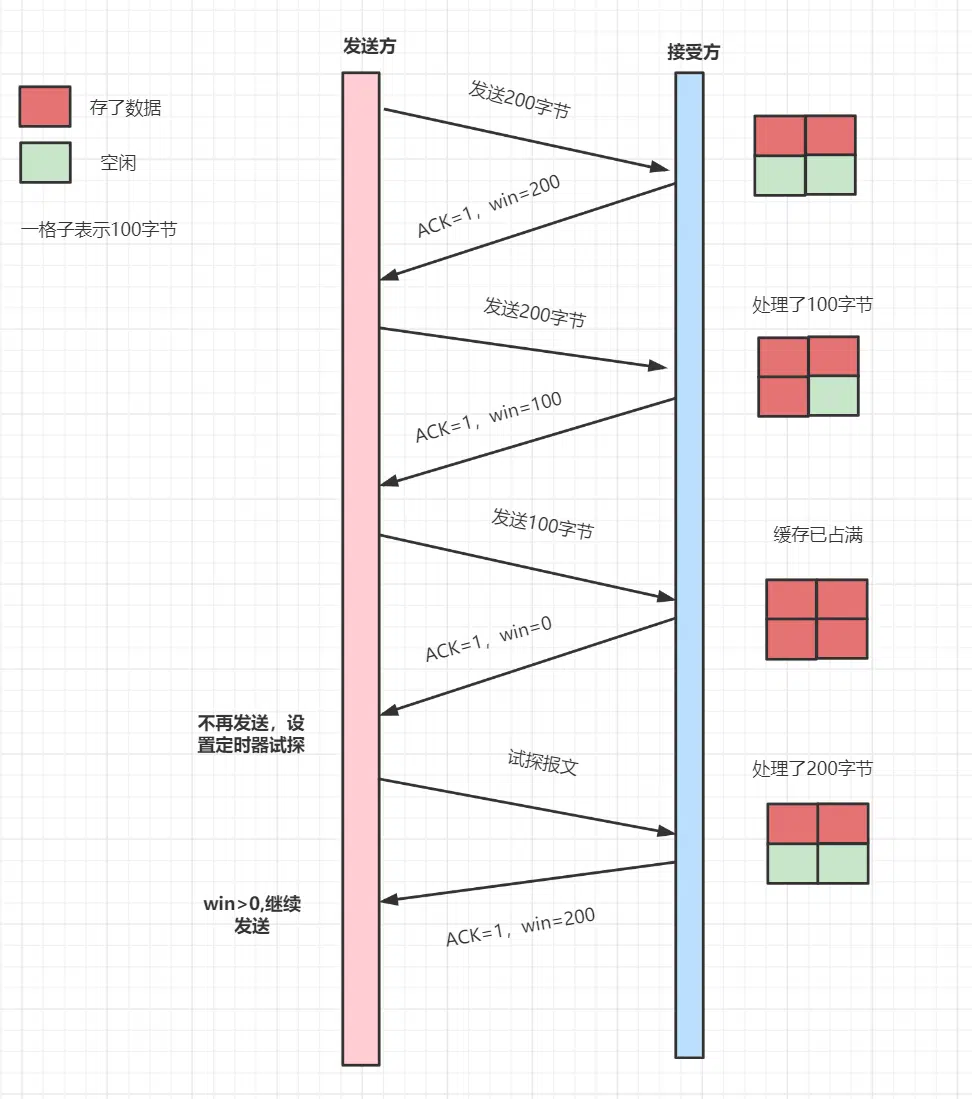 发送方
接受方
存了数据
空闲
一格子表示100字节
发送200字节
ACK=1，win=200
发送200字节
处理了100字节
ACK=1，win=100
发送100字节
缓存已占满
ACK=1，win=0
不再发送，设
置定时器试探
试探报文
处理了200字节
win>0,继续
发送
ACK=1，win=200